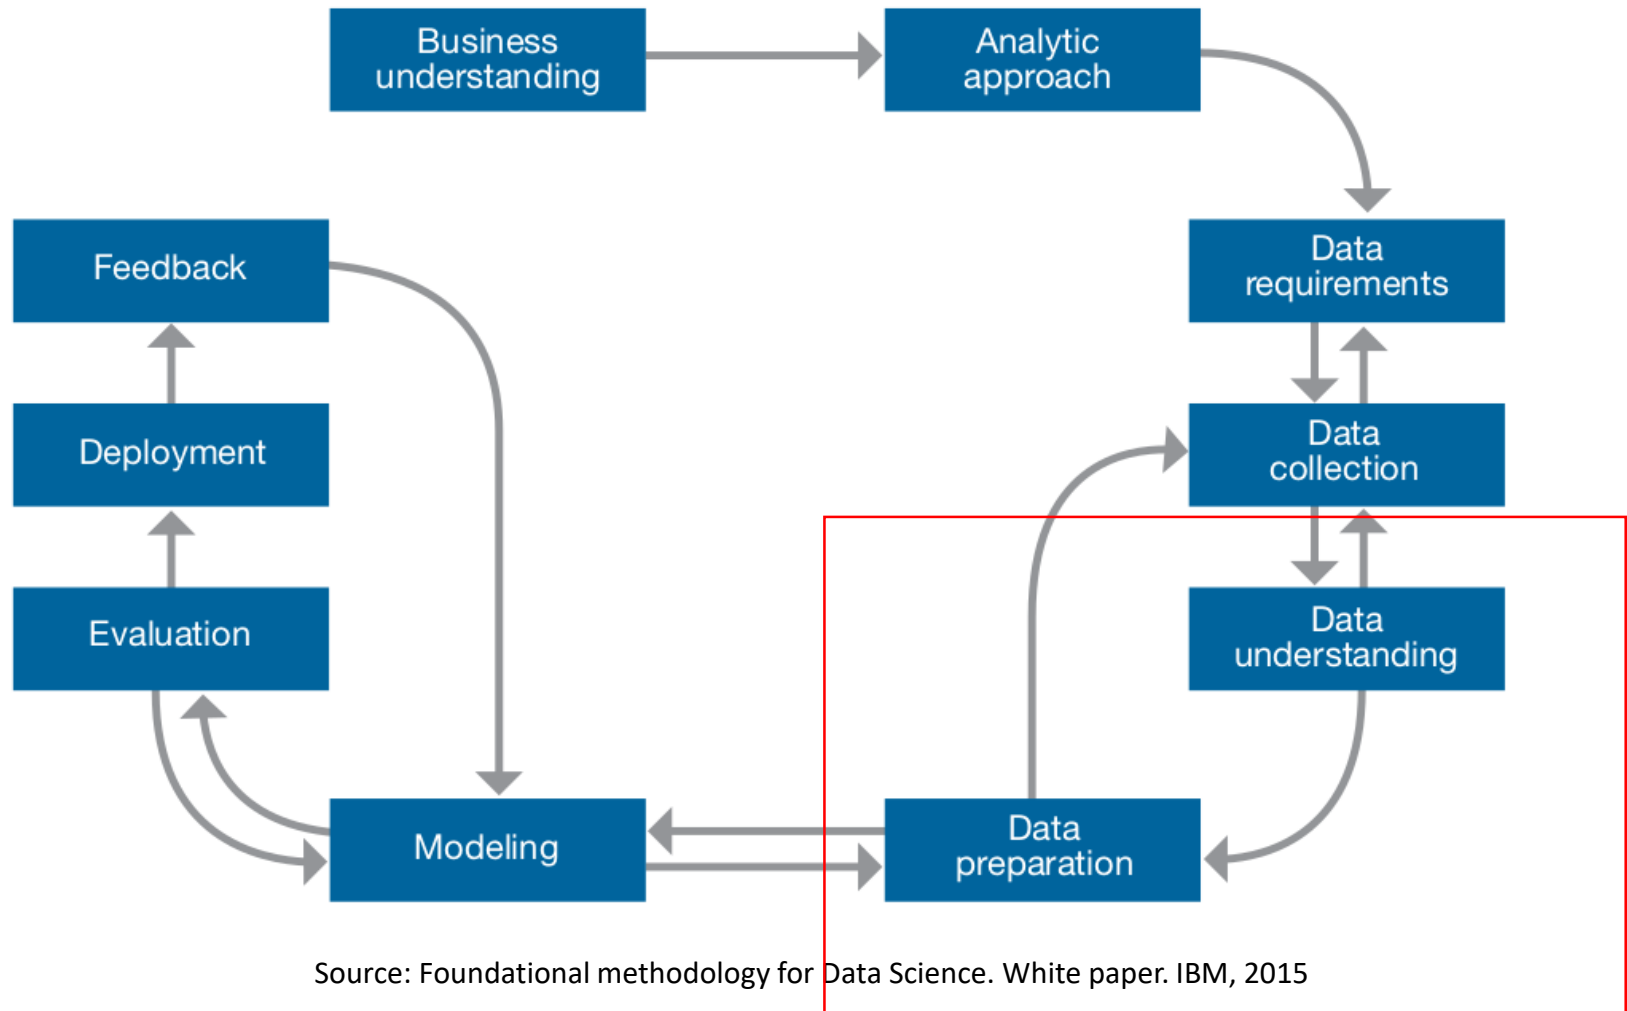 Business
understanding
Analytic
approach
Data
requirements
Data
collection
Data
understanding
Data
preparation
Modeling
Evaluation
Deployment
Feedback
Source: Foundational methodology for Data Science. White paper. IBM, 2015